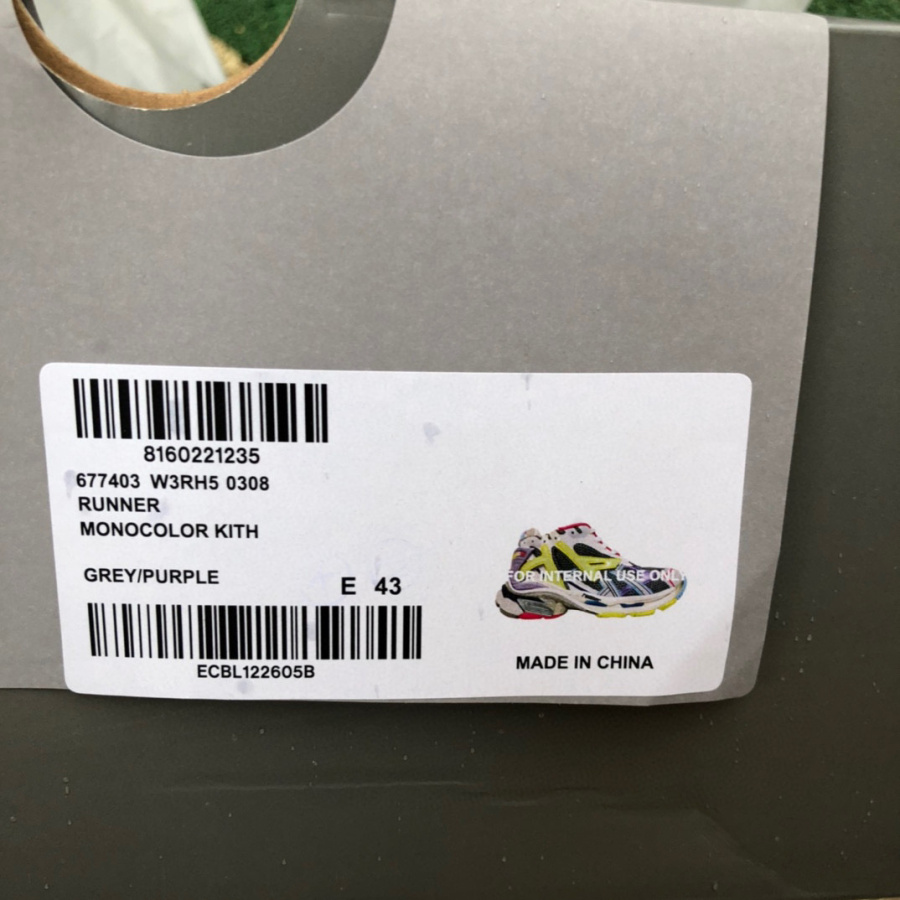 8160221235
677403 W3RH5 0308
RUNNER
MONOCOLOR KITH
GREY/PURPLE
E 43
ECBL122605B
FOR INTERNAL USE ONLY
MADE IN CHINA